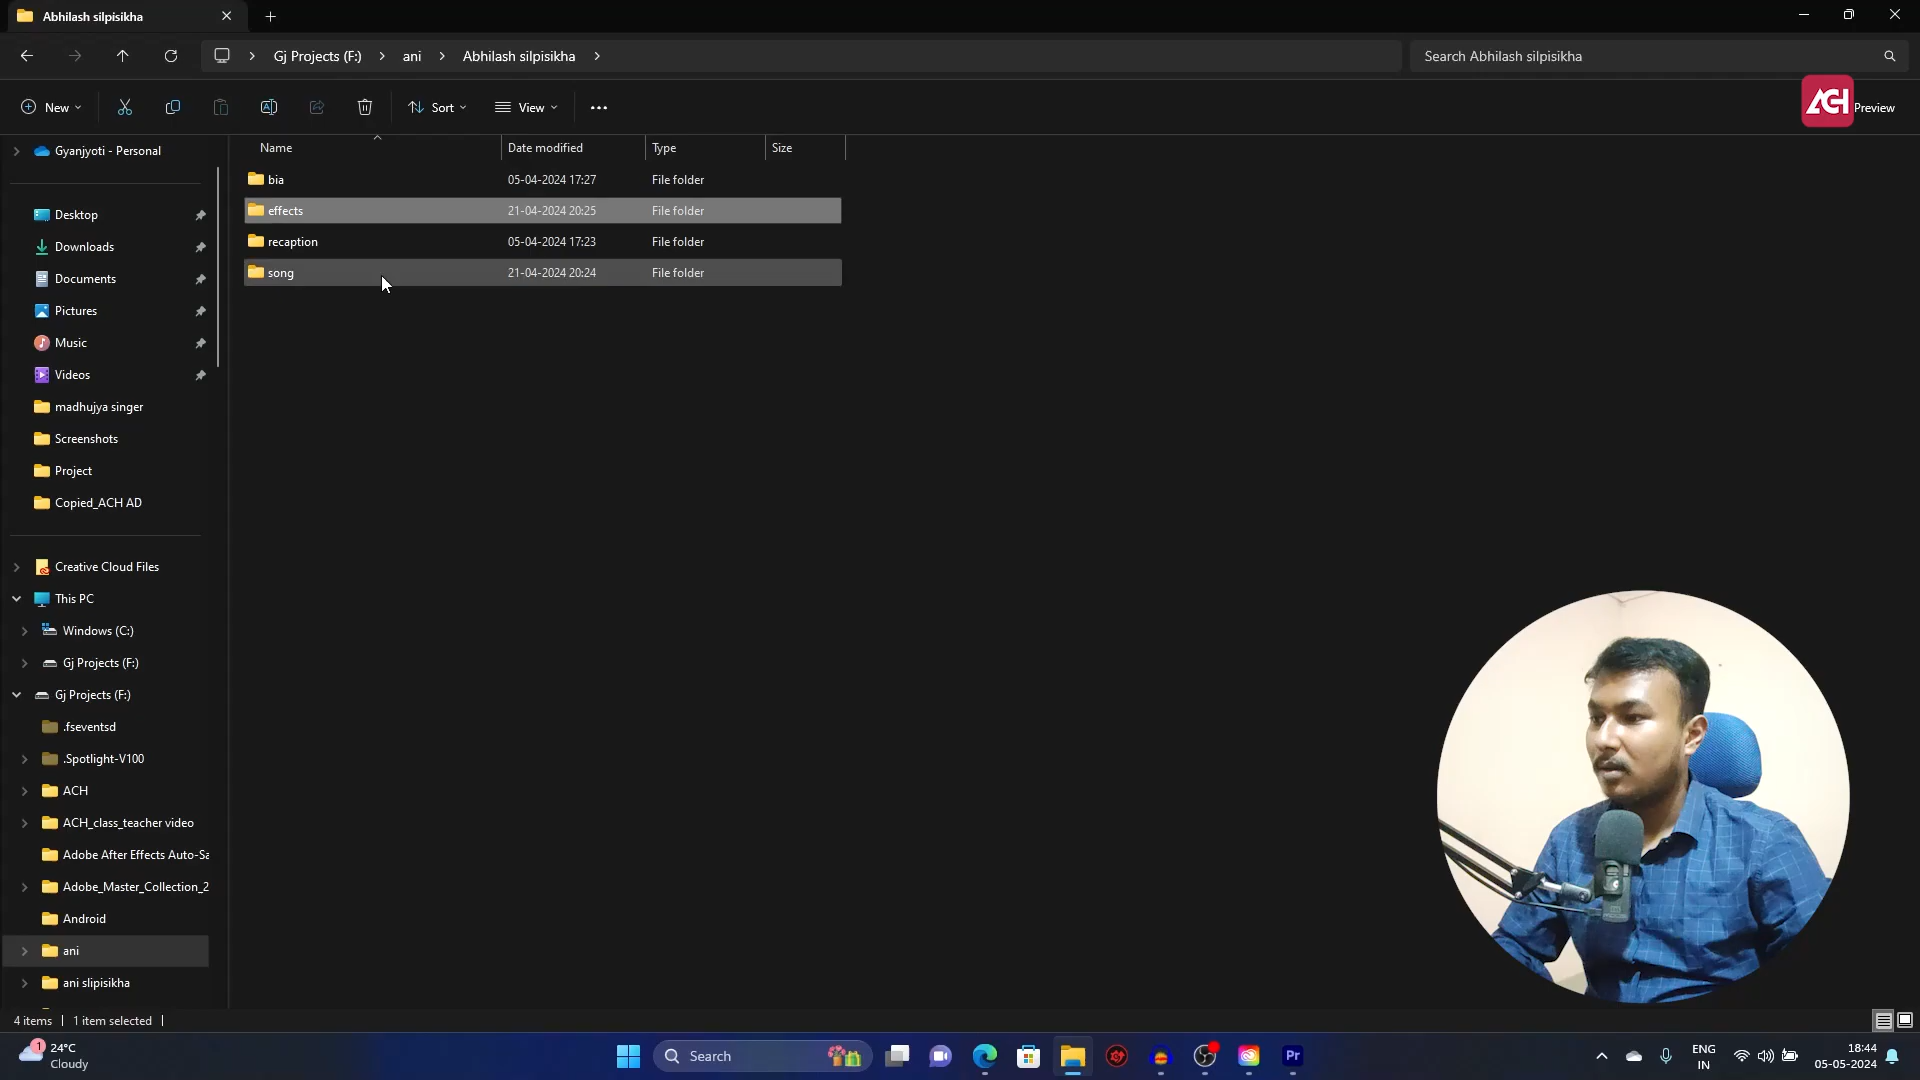 Abhilash silpisikha
Gj Projects (F:) ani Abhilash silpisikha
Search Abhilash silpisikha
New
Sort
View
ACH
Preview
Name Date modified Type Size
bia 05-04-2024 17:27 File folder
effects 21-04-2024 20:25 File folder
recaption 05-04-2024 17:23 File folder
song 21-04-2024 20:24 File folder
Gyanjyoti - Personal
Desktop
Downloads
Documents
Pictures
Music
Videos
madhujya singer
Screenshots
Project
Copied_ACH AD
Creative Cloud Files
This PC
Windows (C:)
Gj Projects (F:)
Gj Projects (F:)
.fseventsd
.Spotlight-V100
ACH
ACH_class_teacher video
Adobe After Effects Auto-Sa
Adobe_Master_Collection_2
Android
ani
ani slipisikha
4 items 1 item selected
1
24°C
Cloudy
Search
Pr
ENG
IN
18:44
05-05-2024